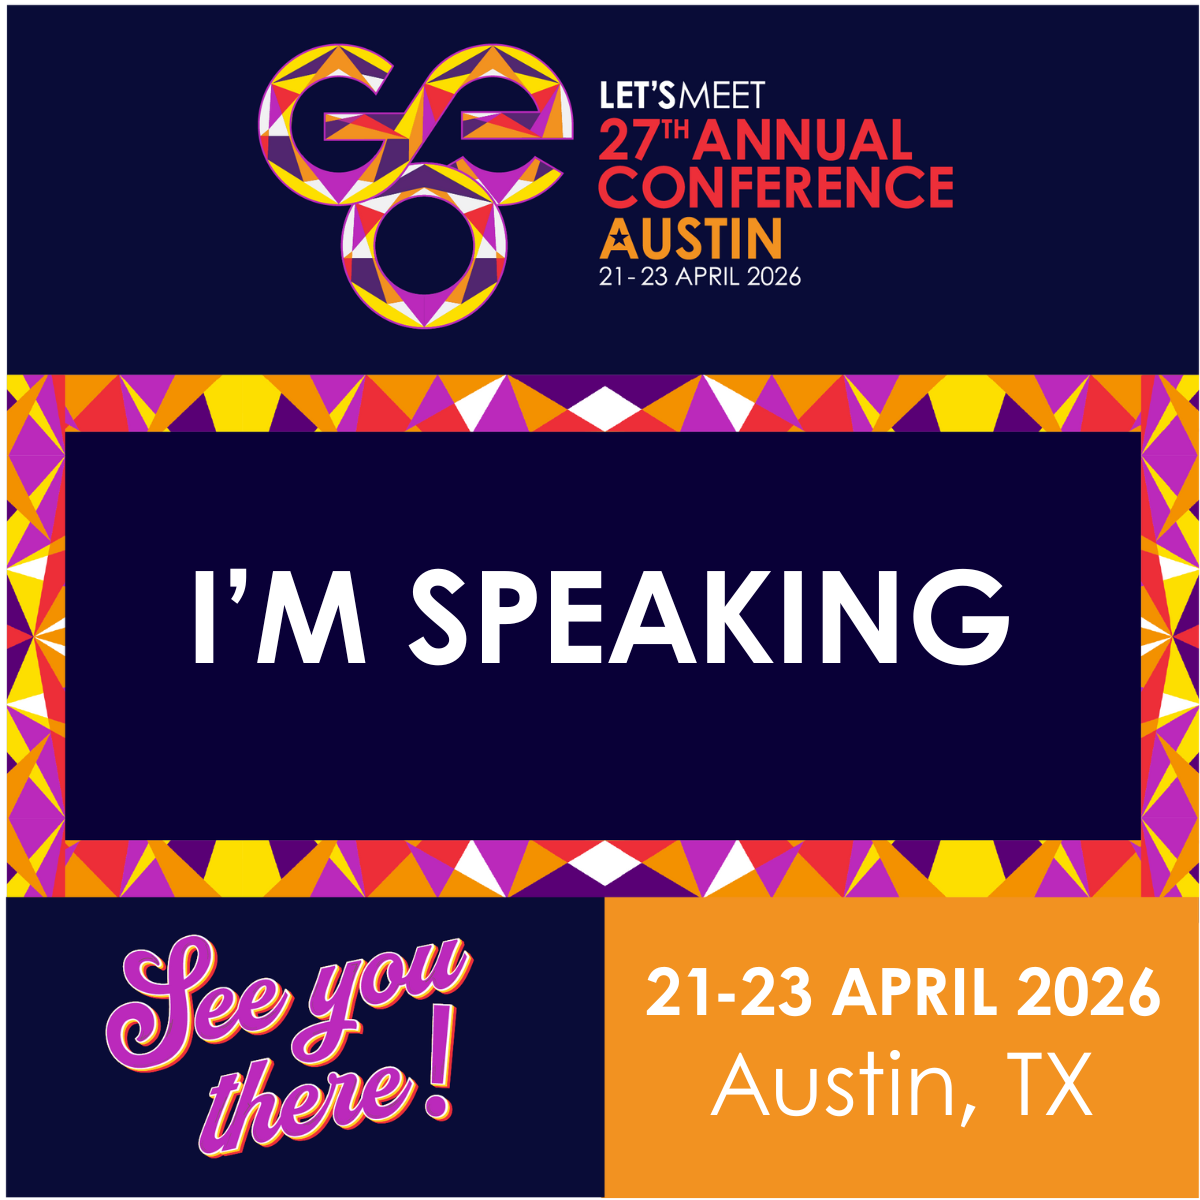 GEO
LET'SMEET
27TH ANNUAL
CONFERENCE
AUSTIN
21-23 APRIL 2026
I'M SPEAKING
See you
there!
21-23 APRIL 2026
Austin, TX